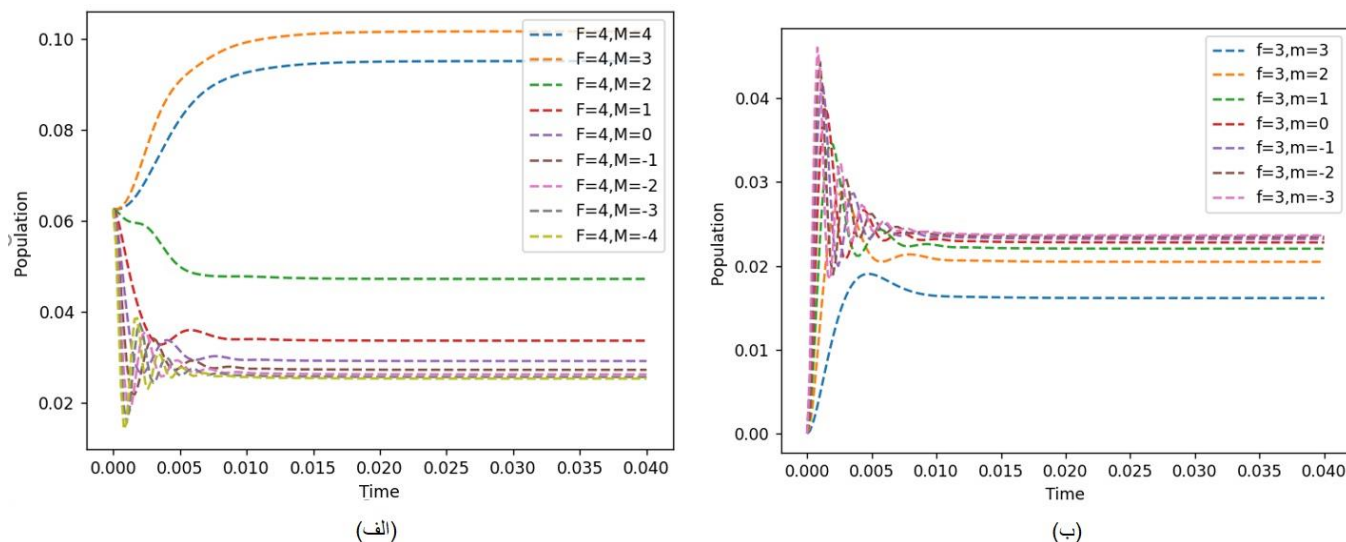 Population
0.10
0.08
0.06
0.04
0.02
F=4,M=4
F=4,M=3
F=4,M=2
F=4,M=1
F=4,M=0
F=4,M=-1
F=4,M=-2
F=4,M=-3
F=4,M=-4
0.000 0.005 0.010 0.015 0.020 0.025 0.030 0.035 0.040
Time
(الف)
Population
0.04
0.03
0.02
0.01
0.00
f=3,m=3
f=3,m=2
f=3,m=1
f=3,m=0
f=3,m=-1
f=3,m=-2
f=3,m=-3
0.000 0.005 0.010 0.015 0.020 0.025 0.030 0.035 0.040
Time
(ب)